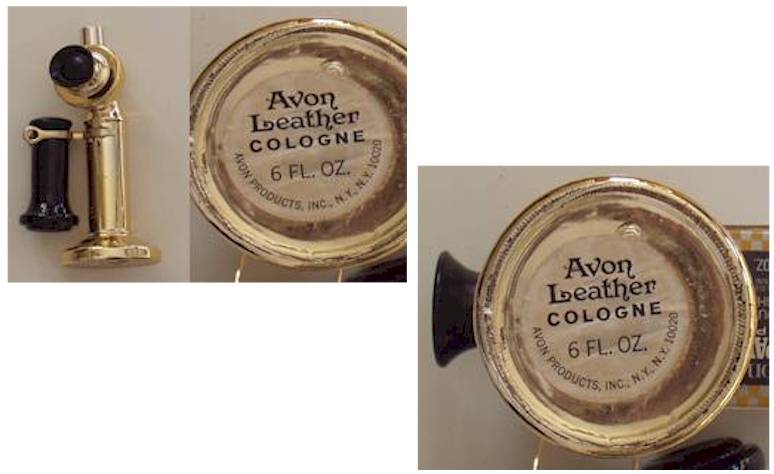 Avon
Leather
COLOGNE
6 FL. OZ.
AVON PRODUCTS, INC., N.Y., N.Y. 10020
Avon
Leather
COLOGNE
6 FL. OZ.
AVON PRODUCTS, INC., N.Y., N.Y. 10020